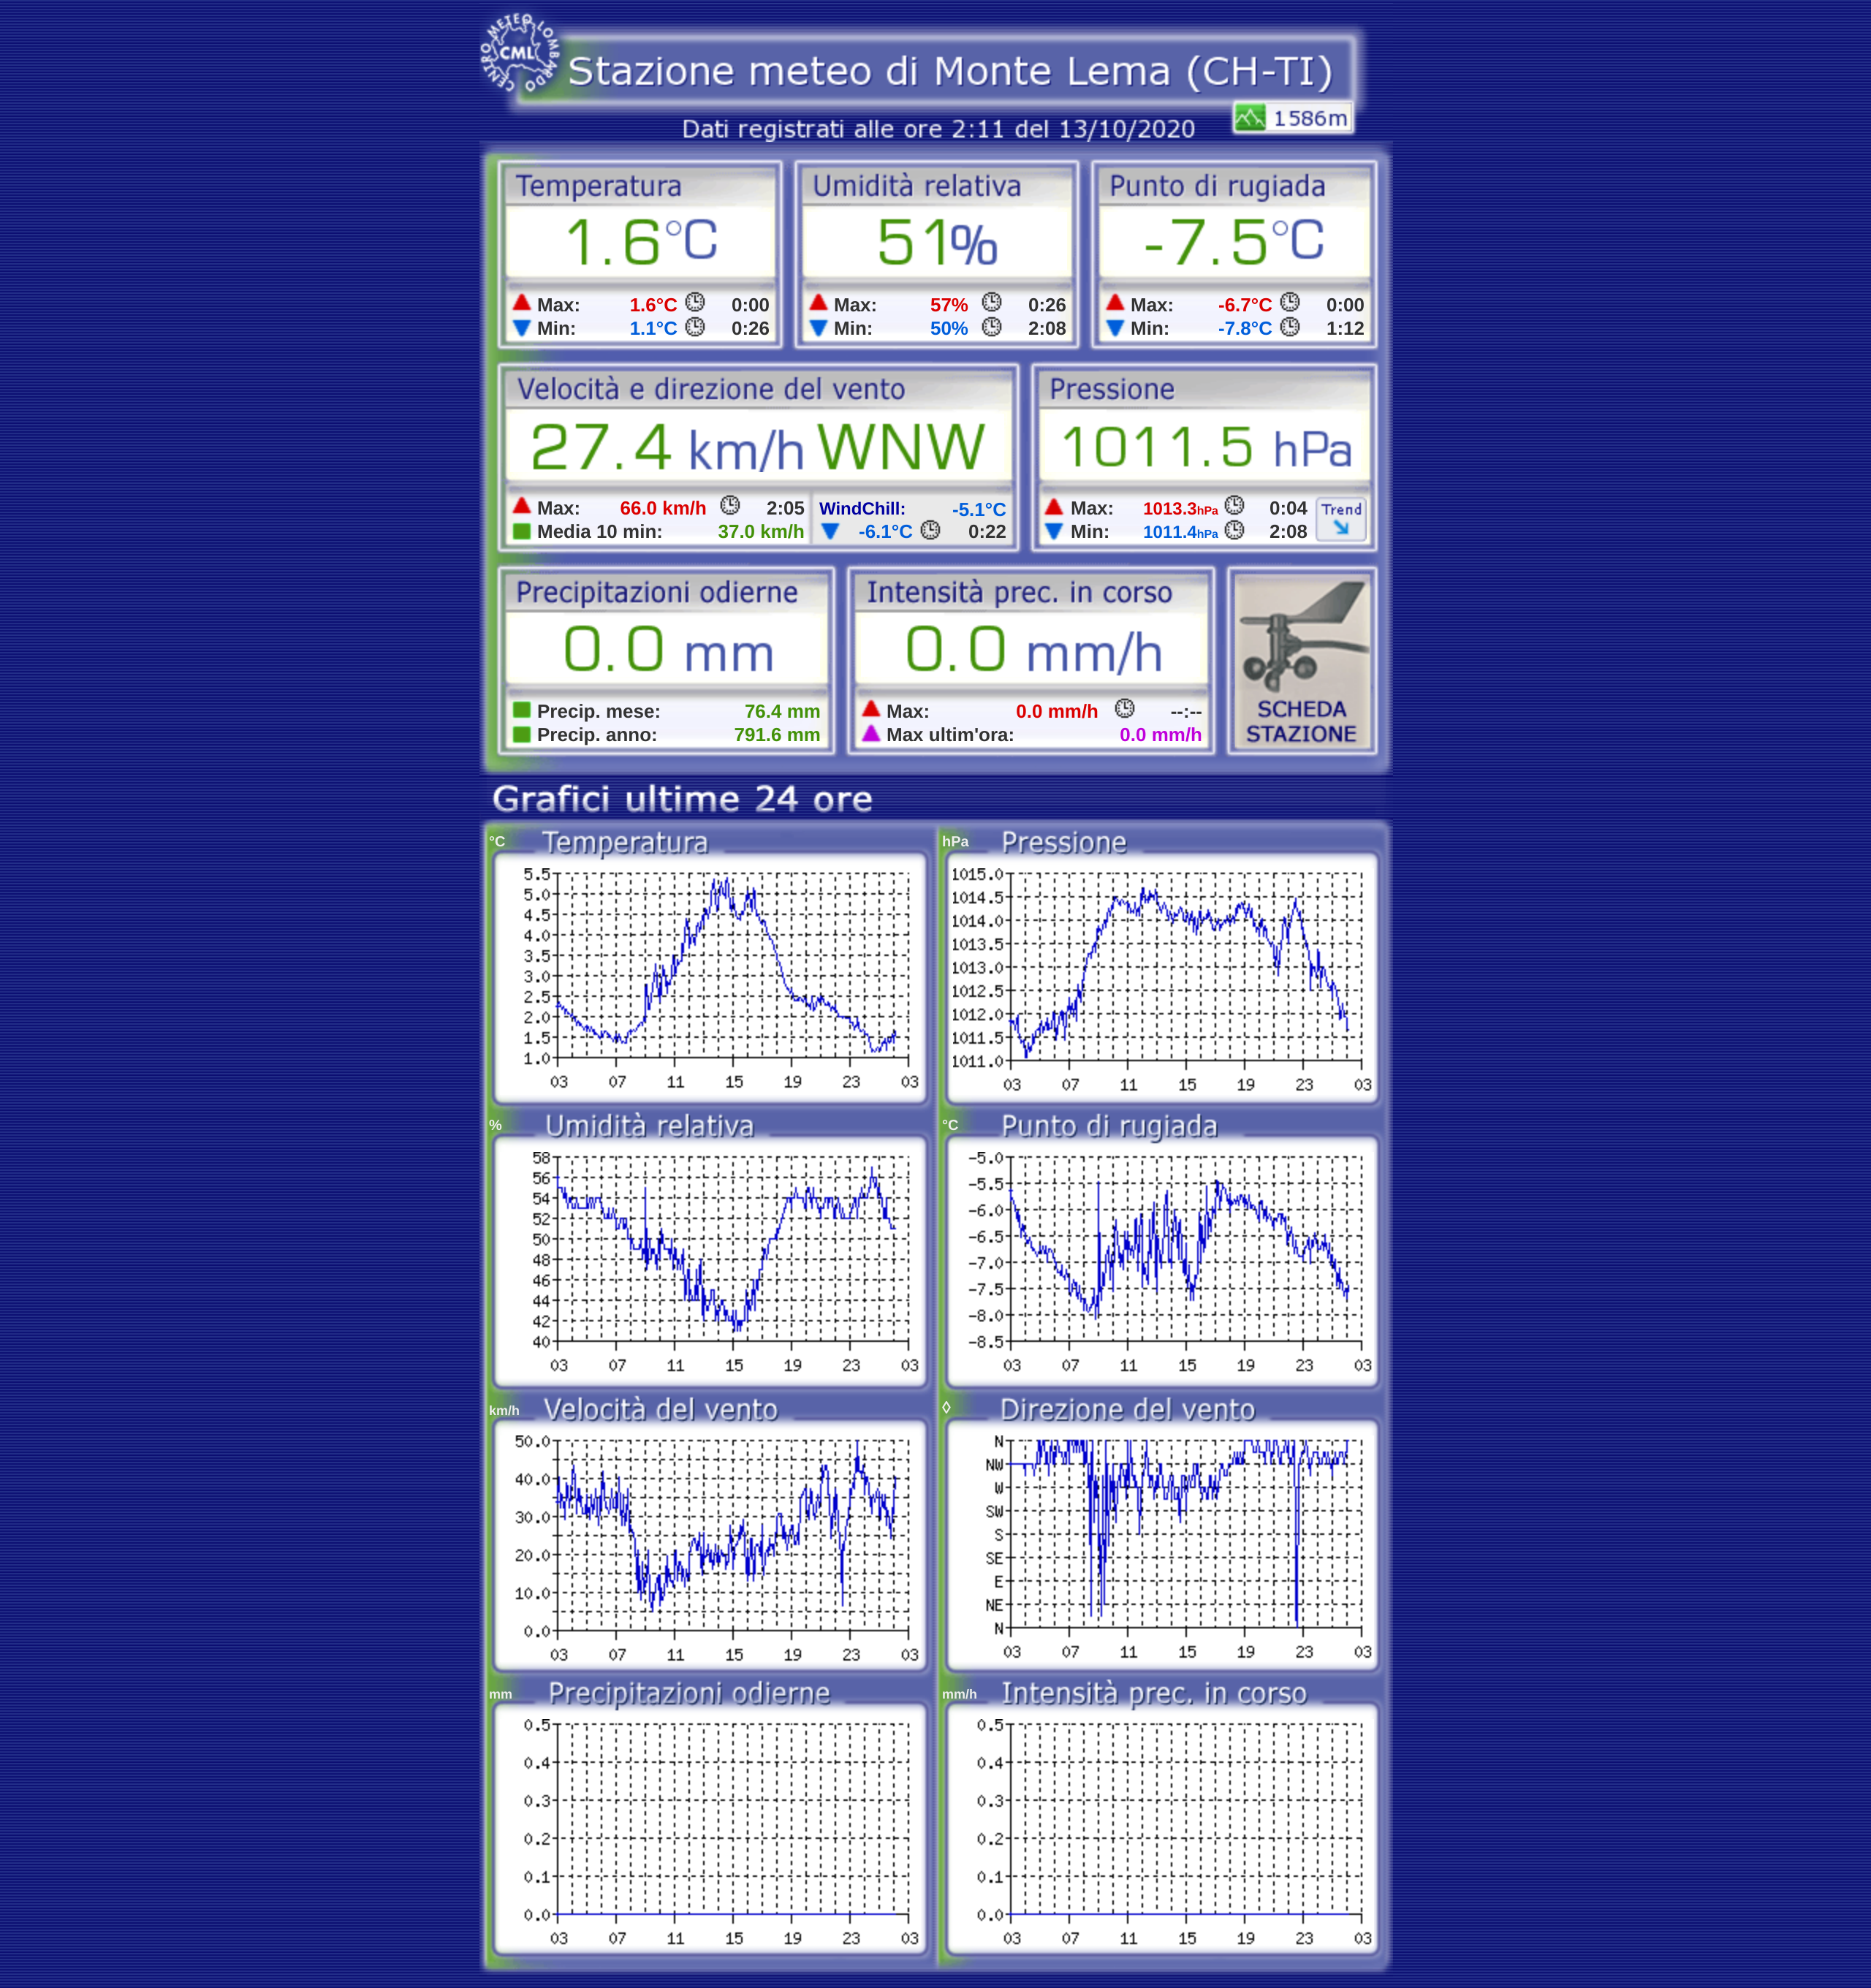 CENTRO METEO LOMBARDO
CML
Stazione meteo di Monte Lema (CH-TI)
1586m
Dati registrati alle ore 2:11 del 13/10/2020
Temperatura
1.6°C
Max: 1.6°C 0:00
Min: 1.1°C 0:26
Umidità relativa
51%
Max: 57% 0:26
Min: 50% 2:08
Punto di rugiada
-7.5°C
Max: -6.7°C 0:00
Min: -7.8°C 1:12
Velocità e direzione del vento
27.4 km/h WNW
Max: 66.0 km/h 2:05
Media 10 min: 37.0 km/h
WindChill: -5.1°C
-6.1°C 0:22
Pressione
1011.5 hPa
Max: 1013.3hPa 0:04
Min: 1011.4hPa 2:08
Trend
Precipitazioni odierne
0.0 mm
Precip. mese: 76.4 mm
Precip. anno: 791.6 mm
Intensità prec. in corso
0.0 mm/h
Max: 0.0 mm/h --:--
Max ultim'ora: 0.0 mm/h
SCHEDA
STAZIONE
Grafici ultime 24 ore
°C Temperatura
5.5
5.0
4.5
4.0
3.5
3.0
2.5
2.0
1.5
1.0
03 07 11 15 19 23 03
hPa Pressione
1015.0
1014.5
1014.0
1013.5
1013.0
1012.5
1012.0
1011.5
1011.0
03 07 11 15 19 23 03
% Umidità relativa
58
56
54
52
50
48
46
44
42
40
03 07 11 15 19 23 03
°C Punto di rugiada
-5.0
-5.5
-6.0
-6.5
-7.0
-7.5
-8.0
-8.5
03 07 11 15 19 23 03
km/h Velocità del vento
50.0
40.0
30.0
20.0
10.0
0.0
03 07 11 15 19 23 03
◊ Direzione del vento
N
NW
W
SW
S
SE
E
NE
N
03 07 11 15 19 23 03
mm Precipitazioni odierne
0.5
0.4
0.3
0.2
0.1
0.0
03 07 11 15 19 23 03
mm/h Intensità prec. in corso
0.5
0.4
0.3
0.2
0.1
0.0
03 07 11 15 19 23 03